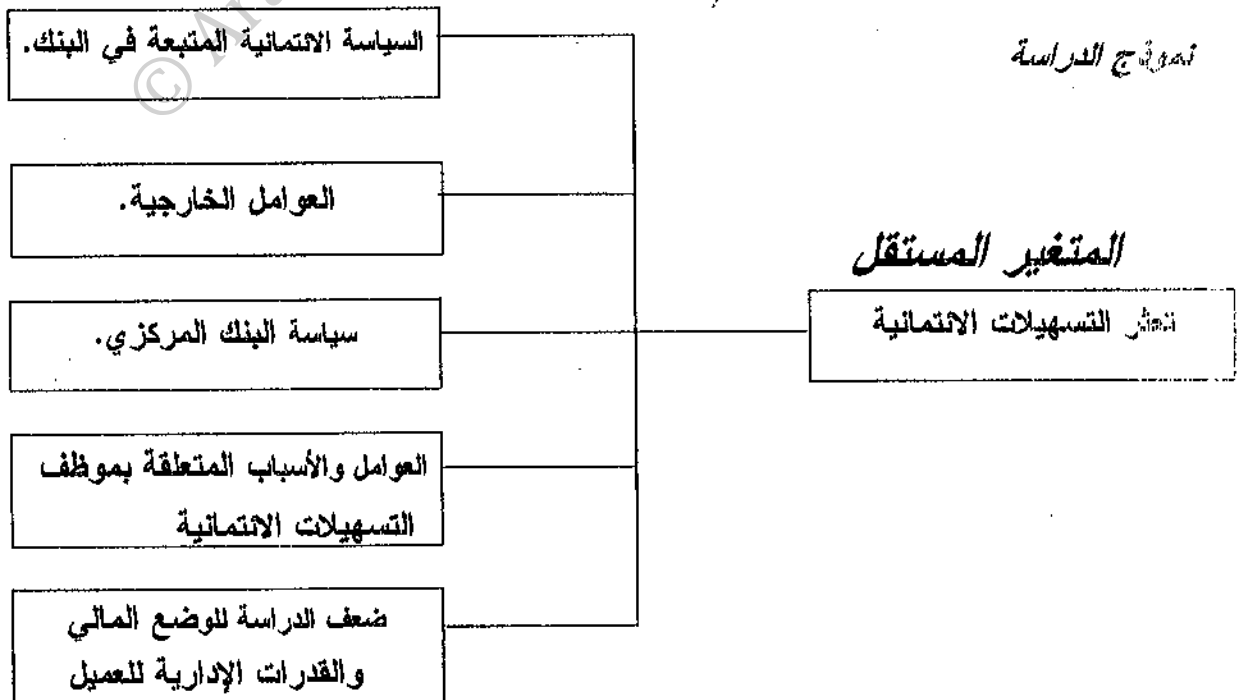 نموذج الدراسة
المتغير المستقل
تعثر التسهيلات الائتمانية
السياسة الائتمانية المتبعة في البنك.
العوامل الخارجية.
سياسة البنك المركزي.
العوامل والأسباب المتعلقة بموظف
التسهيلات الائتمانية
ضعف الدراسة للوضع المالي
والقدرات الإدارية للعميل